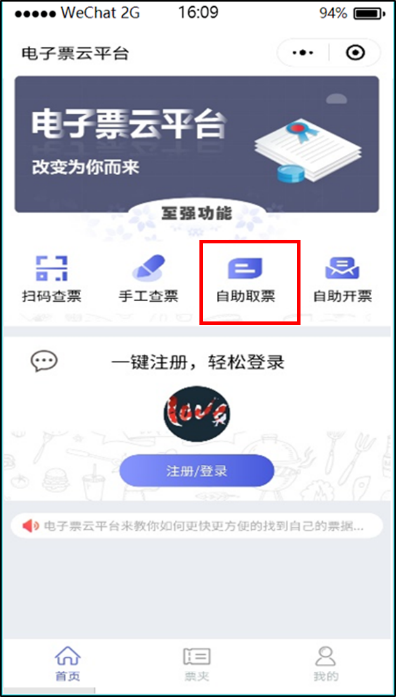 WeChat 2G 16:09 94%
电子票云平台
电子票云平台
改变为你而来
至强功能
扫码查票 手工查票 自助取票 自助开票
一键注册，轻松登录
love
注册/登录
电子票云平台来教你如何更快更方便的找到自己的票据...
首页 票夹 我的